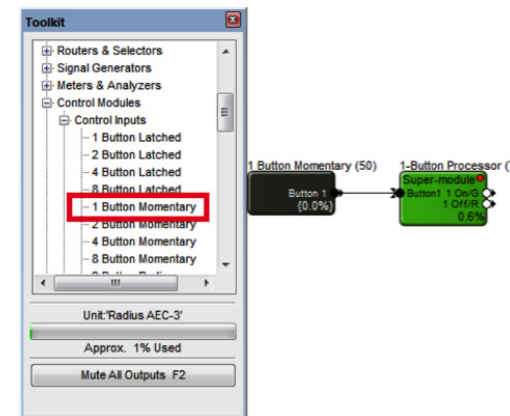 Toolkit
Routers & Selectors
Signal Generators
Meters & Analyzers
Control Modules
Control Inputs
1 Button Latched
2 Button Latched
4 Button Latched
8 Button Latched
1 Button Momentary
2 Button Momentary
4 Button Momentary
8 Button Momentary
Unit:'Radius AEC-3'
Approx. 1% Used
Mute All Outputs F2
1 Button Momentary (50)
Button 1
{0.0%}
1-Button Processor (
Super-module
Button1 1 On/G
1 Off/R
0.6%